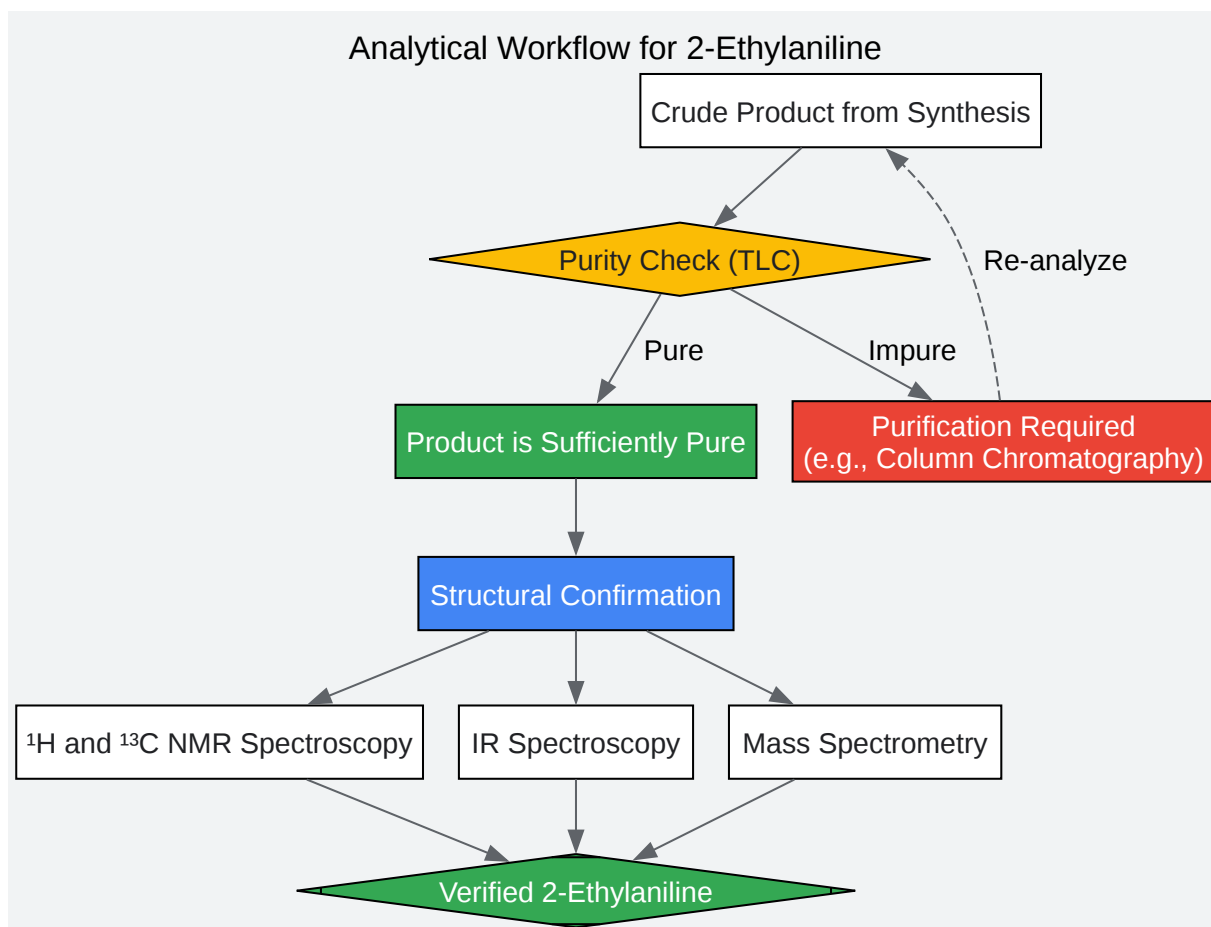 Analytical Workflow for 2-Ethylaniline
Crude Product from Synthesis
Purity Check (TLC)
Re-analyze
Pure
Impure
Product is Sufficiently Pure
Purification Required
(e.g., Column Chromatography)
Structural Confirmation
¹H and ¹³C NMR Spectroscopy
IR Spectroscopy
Mass Spectrometry
Verified 2-Ethylaniline